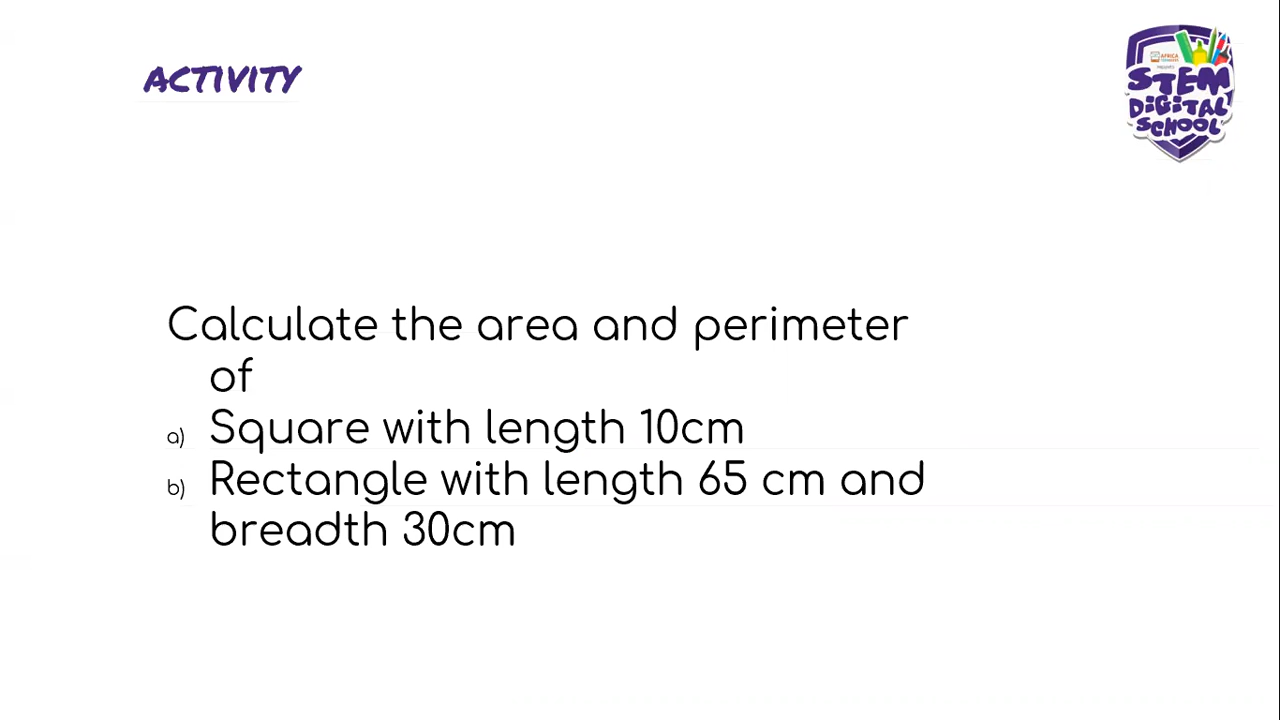 ACTIVITY
AFRICA
STEM
DIGITAL
SCHOOL
Calculate the area and perimeter
of
a) Square with length 10cm
b) Rectangle with length 65 cm and
breadth 30cm